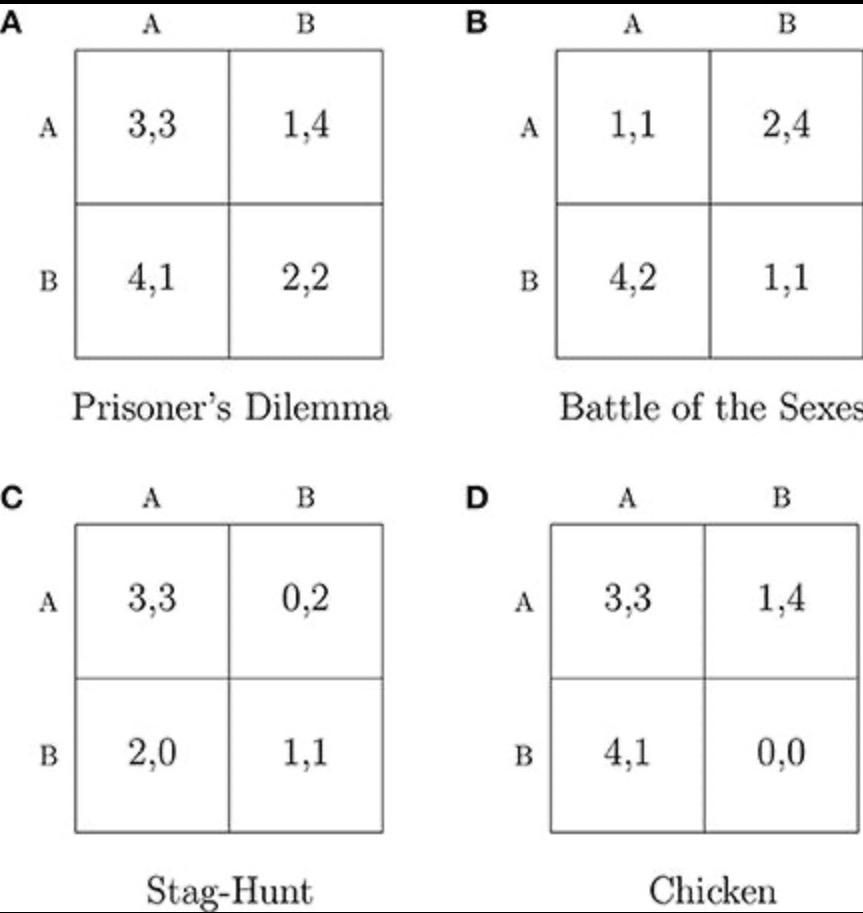 A A B
A 3,3 1,4
B 4,1 2,2
Prisoner's Dilemma
B A B
A 1,1 2,4
B 4,2 1,1
Battle of the Sexes
C A B
A 3,3 0,2
B 2,0 1,1
Stag-Hunt
D A B
A 3,3 1,4
B 4,1 0,0
Chicken